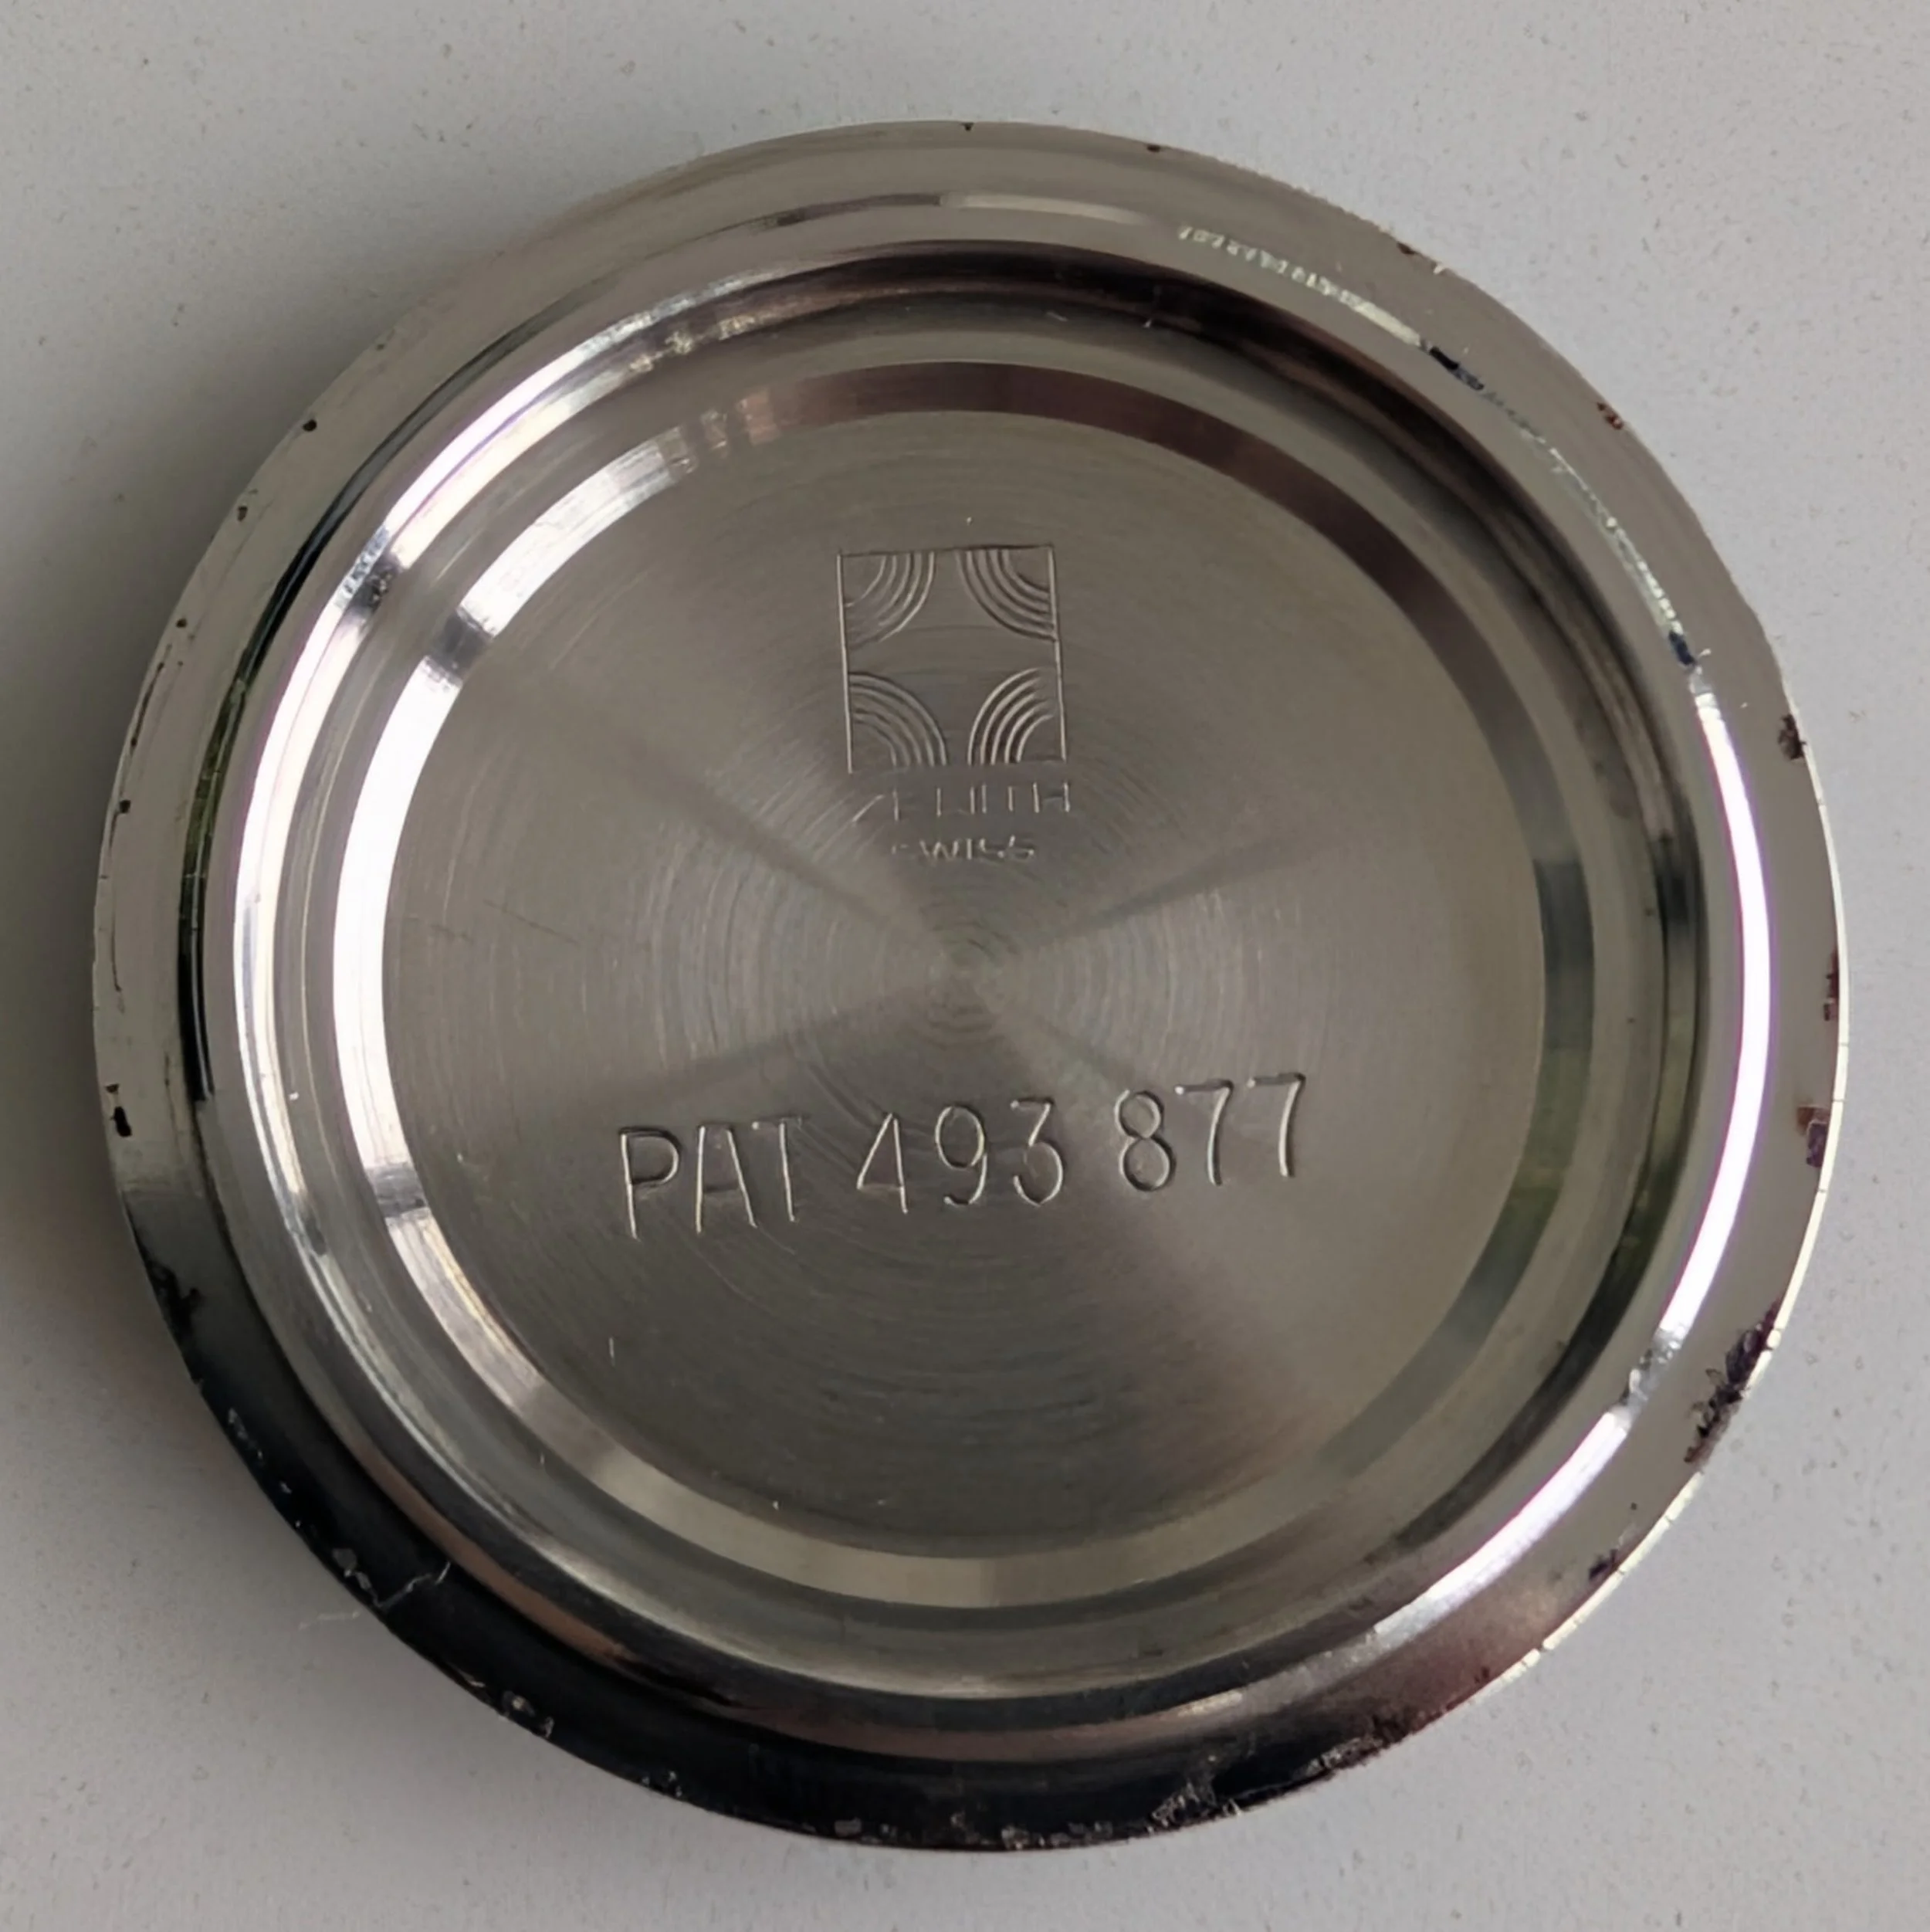 ZENITH
SWISS
PAT 493 877